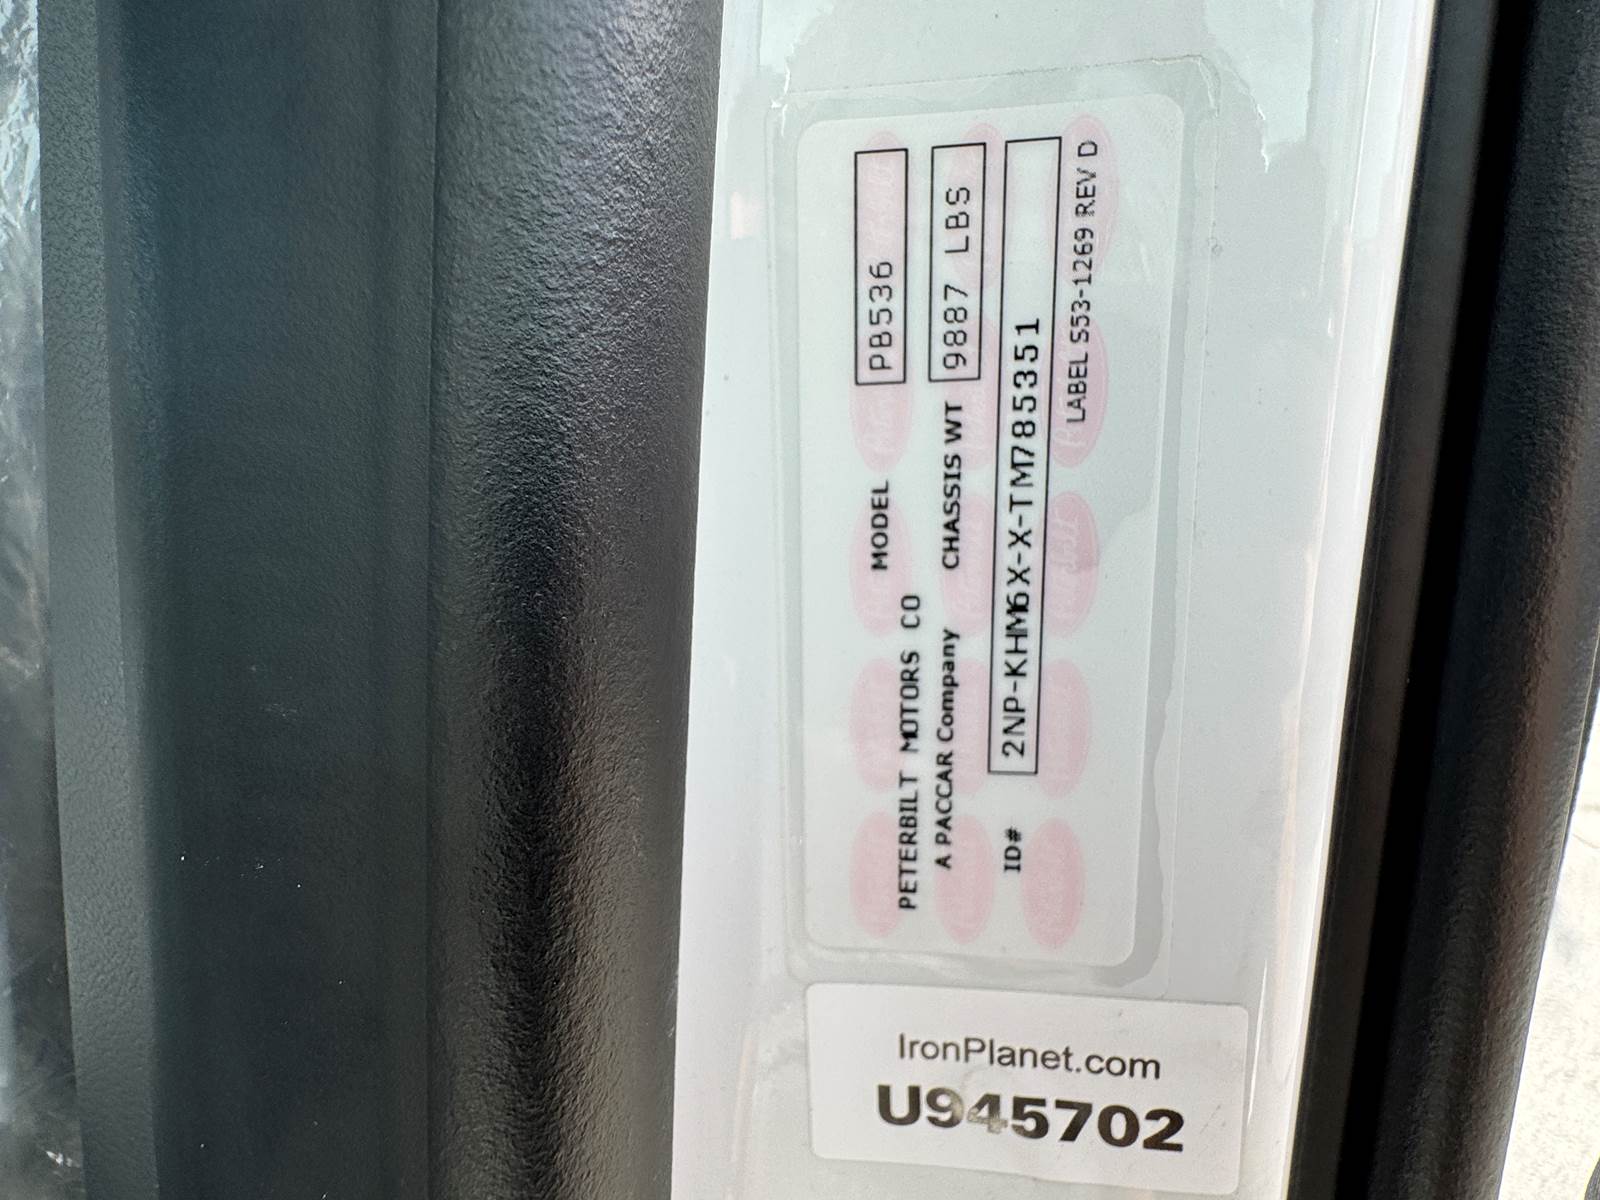 PETERBILT MOTORS CO MODEL PB536
A PACCAR Company CHASSIS WT 9887 LBS
ID# 2NP-KHM6X-X-TM785351
LABEL S53-1269 REV D
IronPlanet.com
U945702